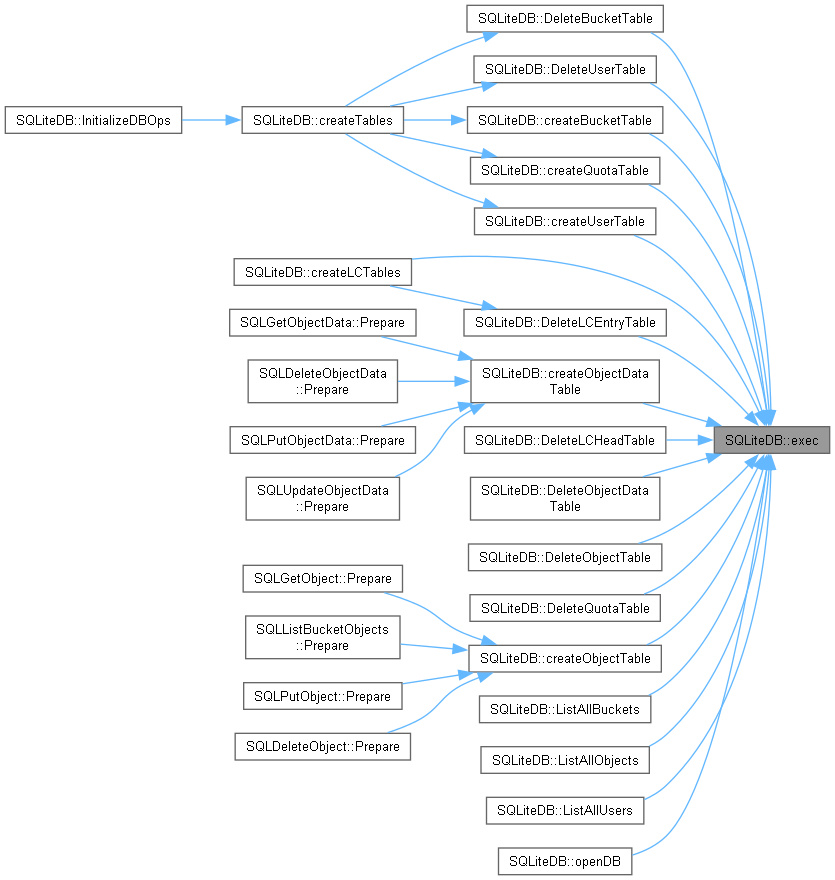 SQLiteDB::DeleteBucketTable
SQLiteDB::DeleteUserTable
SQLiteDB::InitializeDBOps
SQLiteDB::createTables
SQLiteDB::createBucketTable
SQLiteDB::createQuotaTable
SQLiteDB::createUserTable
SQLiteDB::createLCTables
SQLGetObjectData::Prepare
SQLiteDB::DeleteLCEntryTable
SQLDeleteObjectData
::Prepare
SQLiteDB::createObjectData
Table
SQLPutObjectData::Prepare
SQLiteDB::DeleteLCHeadTable
SQLiteDB::exec
SQLUpdateObjectData
::Prepare
SQLiteDB::DeleteObjectData
Table
SQLiteDB::DeleteObjectTable
SQLGetObject::Prepare
SQLiteDB::DeleteQuotaTable
SQLListBucketObjects
::Prepare
SQLiteDB::createObjectTable
SQLPutObject::Prepare
SQLiteDB::ListAllBuckets
SQLDeleteObject::Prepare
SQLiteDB::ListAllObjects
SQLiteDB::ListAllUsers
SQLiteDB::openDB